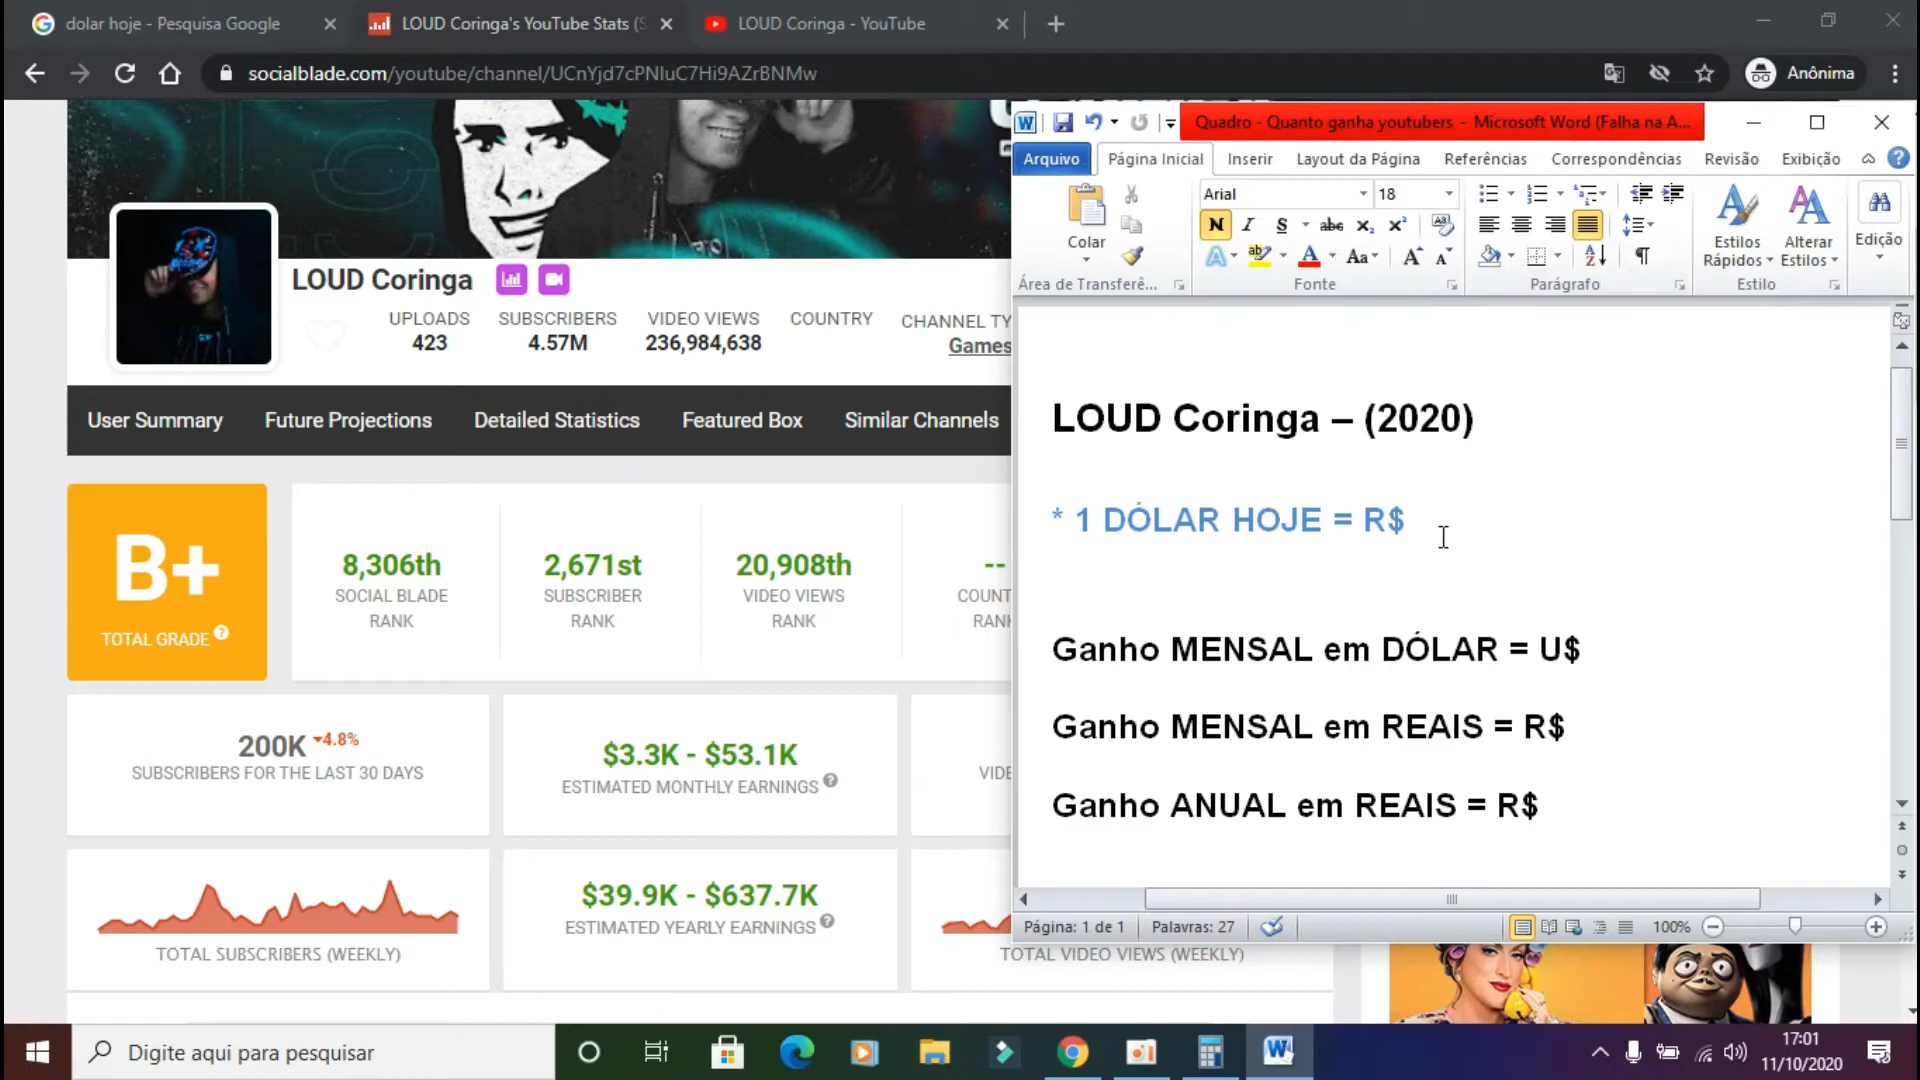 dolar hoje - Pesquisa Google
LOUD Coringa's YouTube Stats (S
LOUD Coringa - YouTube
socialblade.com/youtube/channel/UCnYjd7cPNIuC7Hi9AZrBNMw
Anônima
LOUD Coringa
UPLOADS
423
SUBSCRIBERS
4.57M
VIDEO VIEWS
236,984,638
COUNTRY
CHANNEL TY
Games
User Summary
Future Projections
Detailed Statistics
Featured Box
Similar Channels
B+
TOTAL GRADE
8,306th
SOCIAL BLADE
RANK
2,671st
SUBSCRIBER
RANK
20,908th
VIDEO VIEWS
RANK
--
COUNT
RANK
200K 4.8%
SUBSCRIBERS FOR THE LAST 30 DAYS
$3.3K - $53.1K
ESTIMATED MONTHLY EARNINGS
VIDE
TOTAL SUBSCRIBERS (WEEKLY)
$39.9K - $637.7K
ESTIMATED YEARLY EARNINGS
TOTAL VIDEO VIEWS (WEEKLY)
Quadro - Quanto ganha youtubers - Microsoft Word (Falha na A...
Arquivo
Página Inicial
Inserir
Layout da Página
Referências
Correspondências
Revisão
Exibição
Colar
Área de Transferê...
Arial
18
N I S abc x₂ x²
Aa
Fonte
Parágrafo
Estilos
Rápidos
Alterar
Estilos
Estilo
Edição
LOUD Coringa – (2020)
* 1 DÓLAR HOJE = R$
Ganho MENSAL em DÓLAR = U$
Ganho MENSAL em REAIS = R$
Ganho ANUAL em REAIS = R$
Página: 1 de 1
Palavras: 27
100%
Digite aqui para pesquisar
17:01
11/10/2020